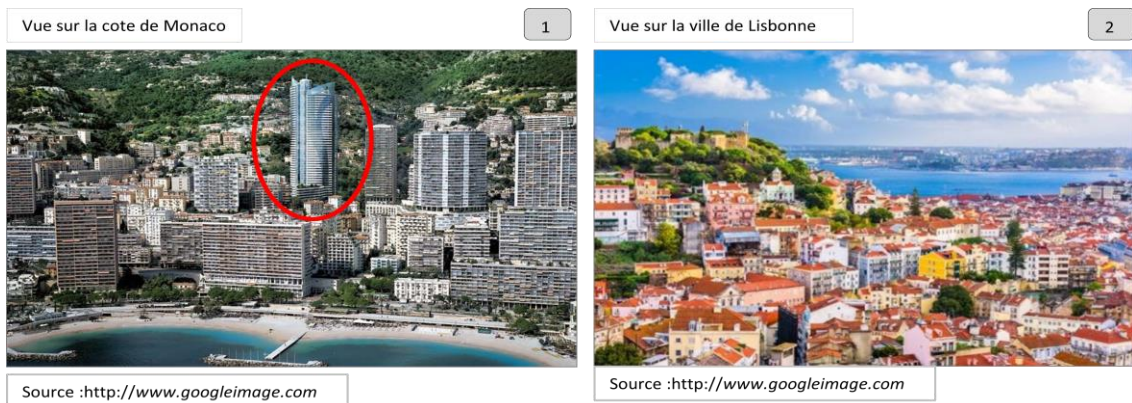 Vue sur la cote de Monaco
1
Vue sur la ville de Lisbonne
2
Source :http://www.googleimage.com
Source :http://www.googleimage.com